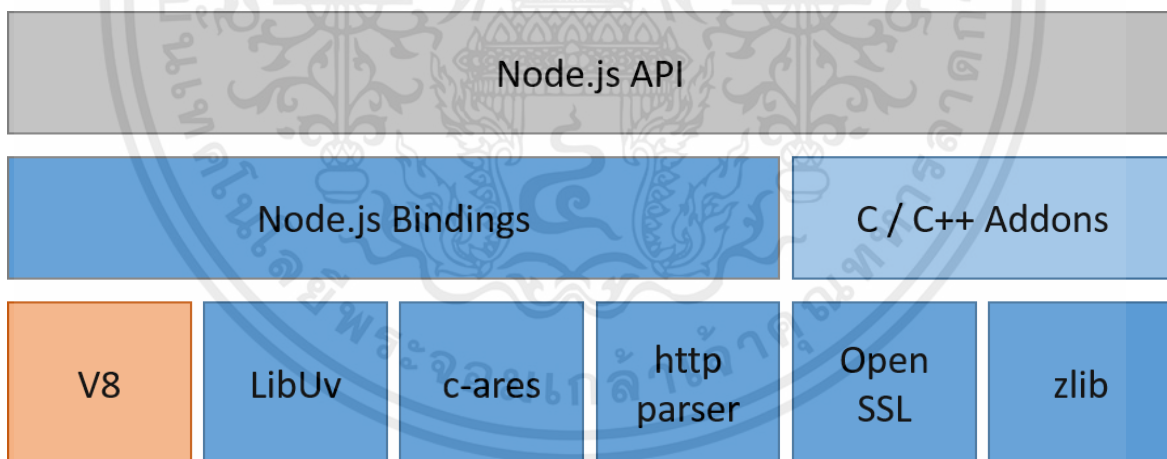 Node.js API
Node.js Bindings
C / C++ Addons
V8
LibUv
c-ares
http
parser
Open
SSL
zlib